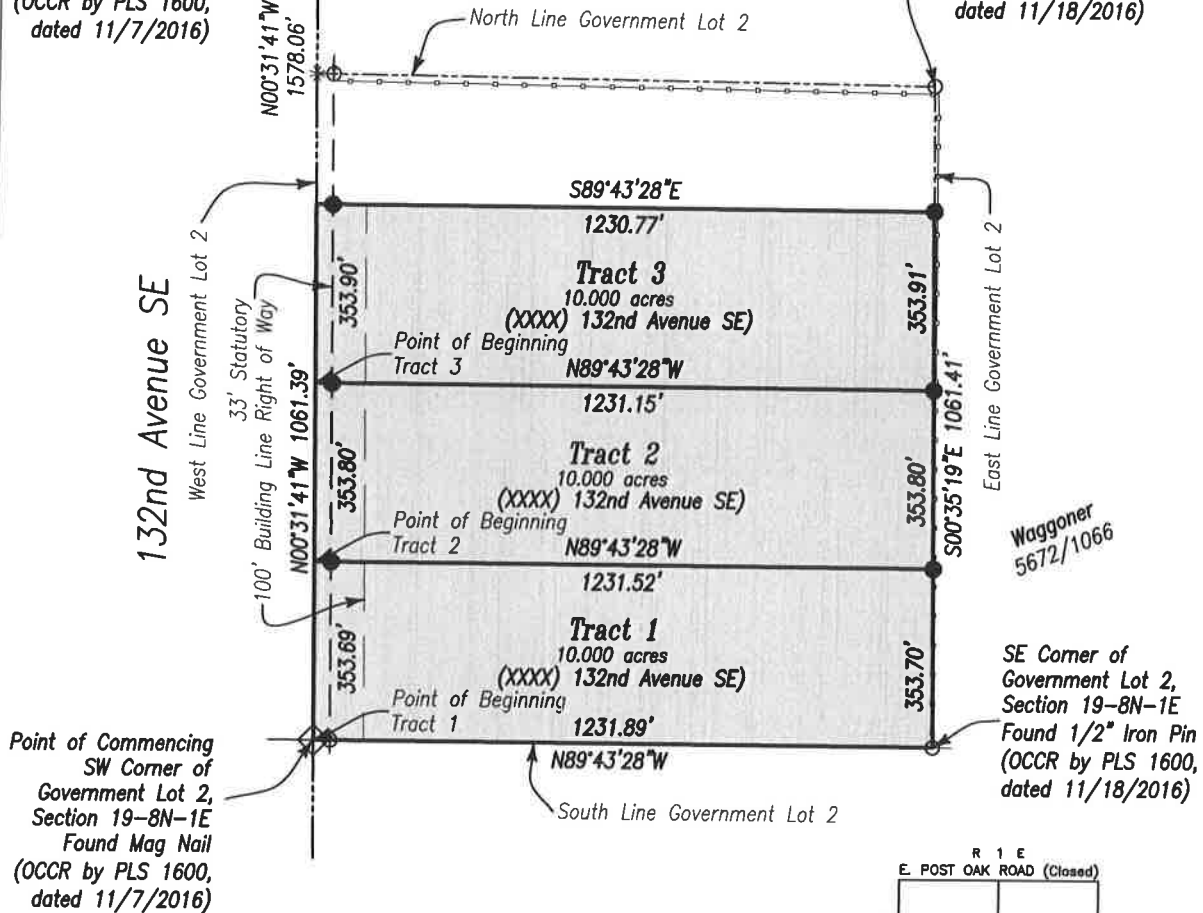 (OCCR by PLS 1600,
dated 11/7/2016)
N00°31'41"W
1578.06'
North Line Government Lot 2
dated 11/18/2016)
S89°43'28"E
1230.77'
Tract 3
10.000 acres
(XXXX) 132nd Avenue SE)
353.90'
353.91'
Point of Beginning
Tract 3
N89°43'28"W
1231.15'
132nd Avenue SE
West Line Government Lot 2
33' Statutory
Right of Way
100' Building Line
N00°31'41"W 1061.39'
East Line Government Lot 2
S00°35'19"E 1061.41'
Tract 2
10.000 acres
(XXXX) 132nd Avenue SE)
353.80'
353.80'
Point of Beginning
Tract 2
N89°43'28"W
1231.52'
Waggoner
5672/1066
Tract 1
10.000 acres
(XXXX) 132nd Avenue SE)
353.69'
353.70'
Point of Beginning
Tract 1
1231.89'
N89°43'28"W
SE Corner of
Government Lot 2,
Section 19-8N-1E
Found 1/2" Iron Pin
(OCCR by PLS 1600,
dated 11/18/2016)
Point of Commencing
SW Corner of
Government Lot 2,
Section 19-8N-1E
Found Mag Nail
(OCCR by PLS 1600,
dated 11/7/2016)
South Line Government Lot 2
R 1 E
E. POST OAK ROAD (Closed)